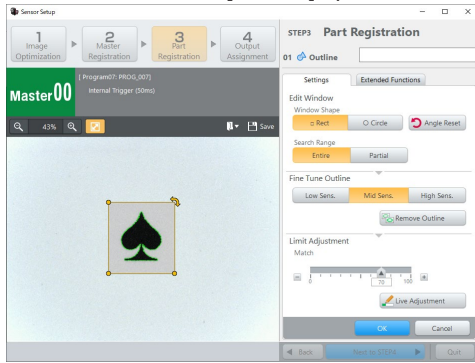 Sensor Setup
1 Image Optimization
2 Master Registration
3 Part Registration
4 Output Assignment
Master 00
[ Program07: PROG_007]
Internal Trigger (50ms)
43%
Save
STEP3 Part Registration
01 Outline
Settings
Extended Functions
Edit Window
Window Shape
Rect
Circle
Angle Reset
Search Range
Entire
Partial
Fine Tune Outline
Low Sens.
Mid Sens.
High Sens.
Remove Outline
Limit Adjustment
Match
0
70
100
Live Adjustment
OK
Cancel
Back
Next to STEP4
Quit